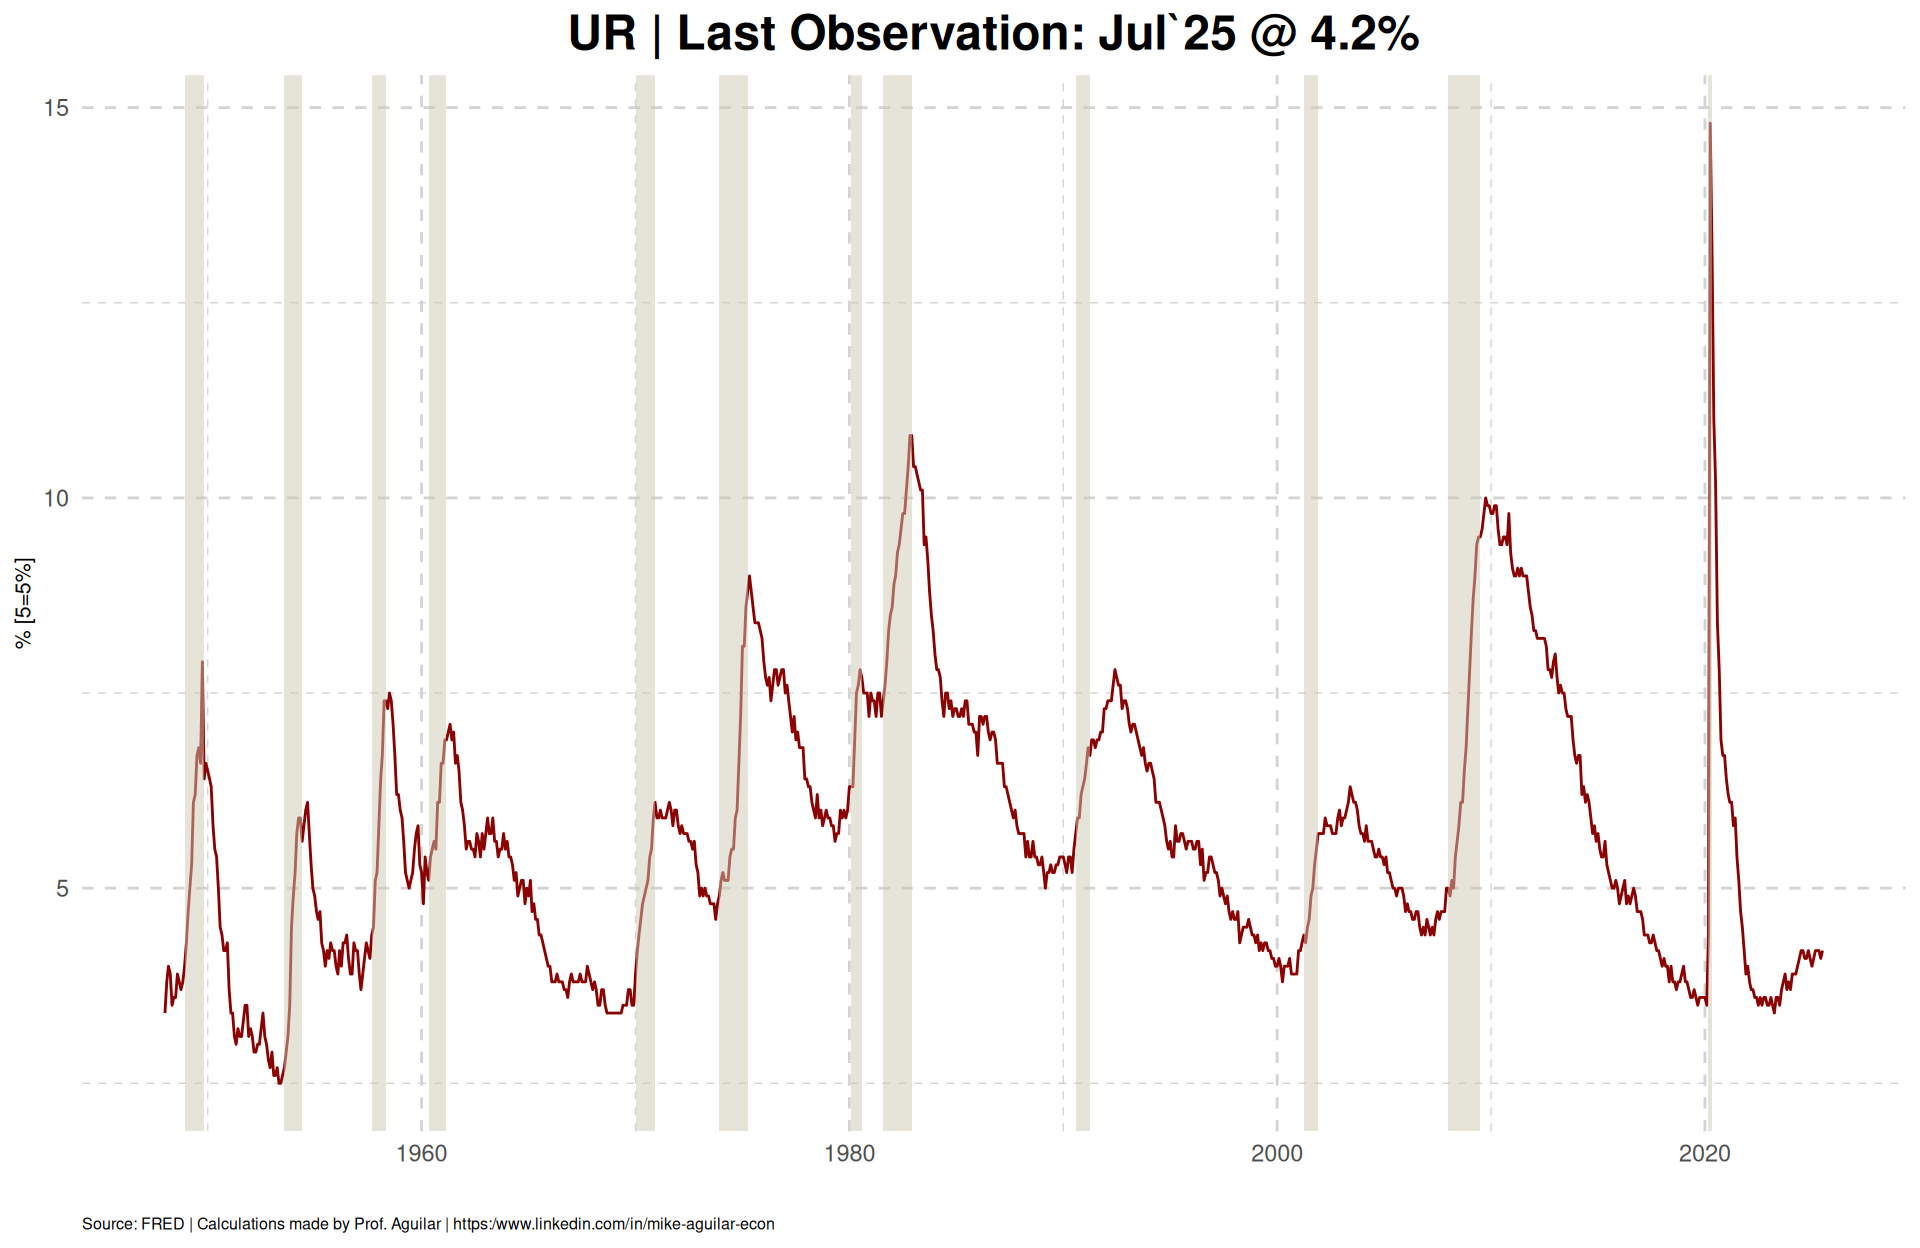 UR | Last Observation: Jul`25 @ 4.2%
15
10
5
% [5=5%]
1960 1980 2000 2020
Source: FRED | Calculations made by Prof. Aguilar | https:/www.linkedin.com/in/mike-aguilar-econ